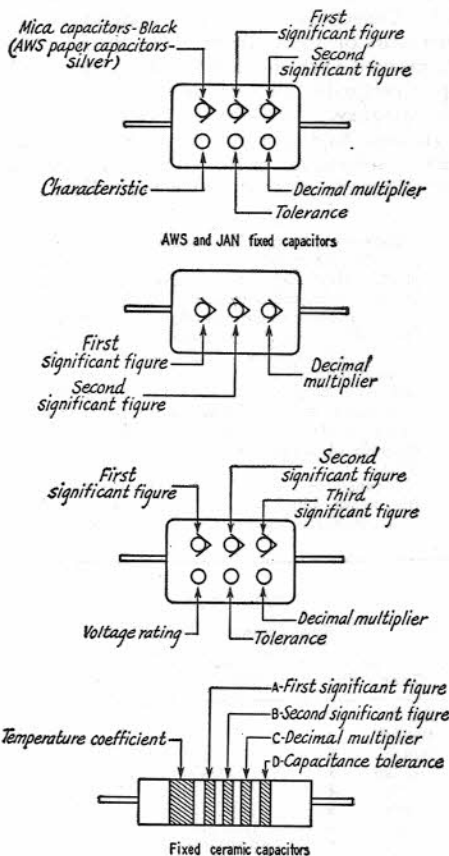 Mica capacitors-Black
(AWS paper capacitors-
silver)
First
significant figure
Second
significant figure
Characteristic
Decimal multiplier
Tolerance
AWS and JAN fixed capacitors
First
significant figure
Second
significant figure
Decimal
multiplier
First
significant figure
Second
significant figure
Third
significant figure
Voltage rating
Tolerance
Decimal multiplier
A-First significant figure
B-Second significant figure
Temperature coefficient
C-Decimal multiplier
D-Capacitance tolerance
Fixed ceramic capacitors